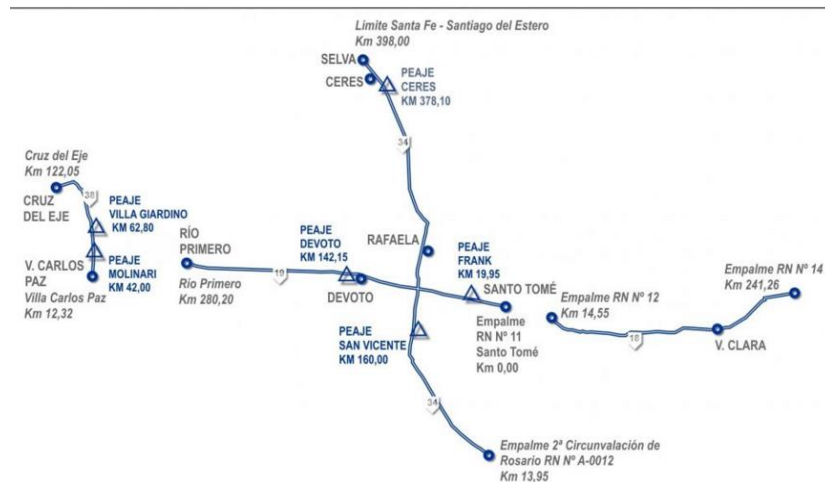 Limite Santa Fe - Santiago del Estero
Km 398,00
SELVA
CERES
PEAJE
CERES
KM 378,10
34
Cruz del Eje
Km 122,05
CRUZ
DEL EJE
38
PEAJE
VILLA GIARDINO
KM 62,80
PEAJE
MOLINARI
KM 42,00
V. CARLOS
PAZ
Villa Carlos Paz
Km 12,32
RÍO
PRIMERO
Río Primero
Km 280,20
19
PEAJE
DEVOTO
KM 142,15
DEVOTO
RAFAELA
PEAJE
FRANK
KM 19,95
SANTO TOMÉ
Empalme
RN Nº 11
Santo Tomé
Km 0,00
PEAJE
SAN VICENTE
KM 160,00
34
Empalme 2ª Circunvalación de
Rosario RN Nº A-0012
Km 13,95
Empalme RN Nº 12
Km 14,55
18
V. CLARA
Empalme RN Nº 14
Km 241,26